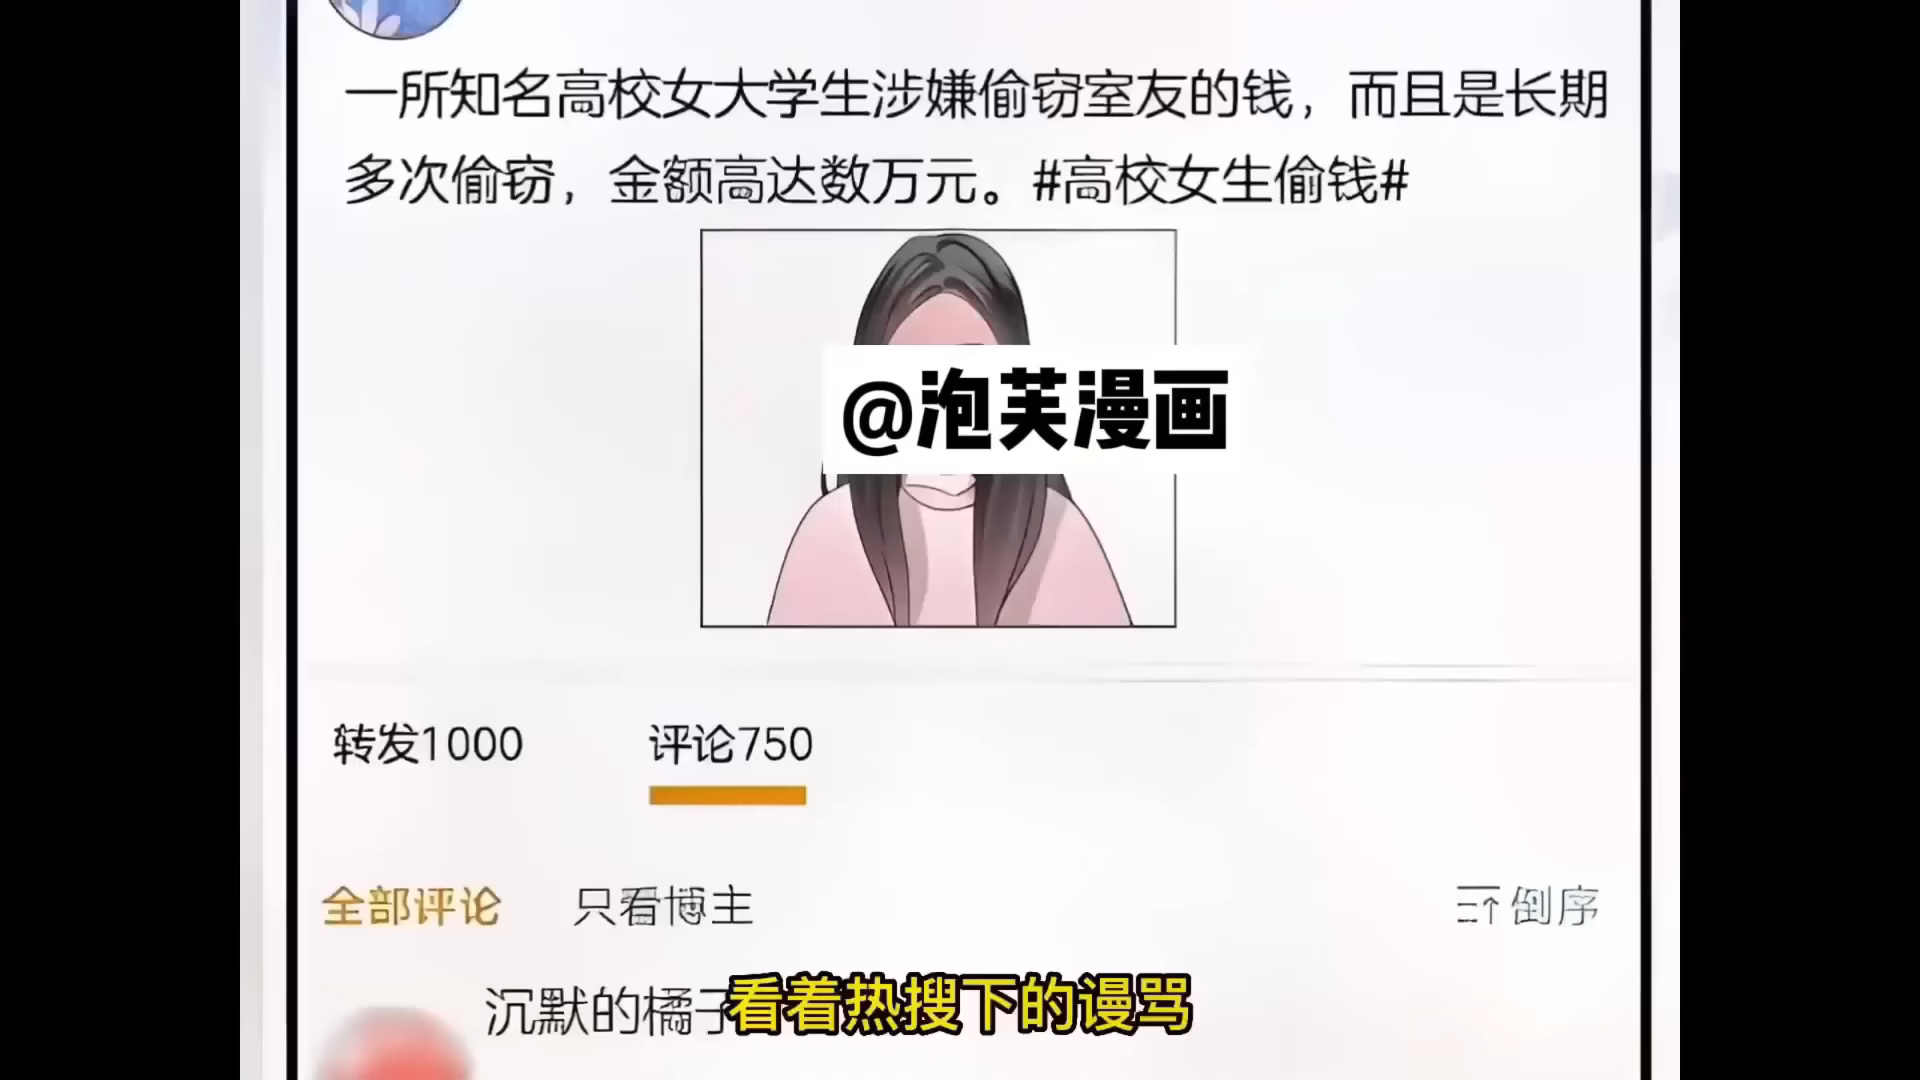 一所知名高校女大学生涉嫌偷窃室友的钱，而且是长期
多次偷窃，金额高达数万元。#高校女生偷钱#
@泡芙漫画
转发1000 评论750
全部评论 只看博主 倒序
沉默的橘子
看着热搜下的谩骂